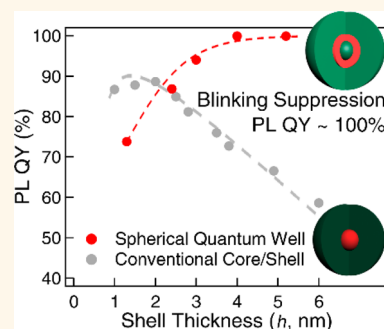 100
90
80
70
60
50
40
PL QY (%)
Blinking Suppression
PL QY ~ 100%
Spherical Quantum Well
Conventional Core/Shell
0 1 2 3 4 5 6
Shell Thickness (h, nm)